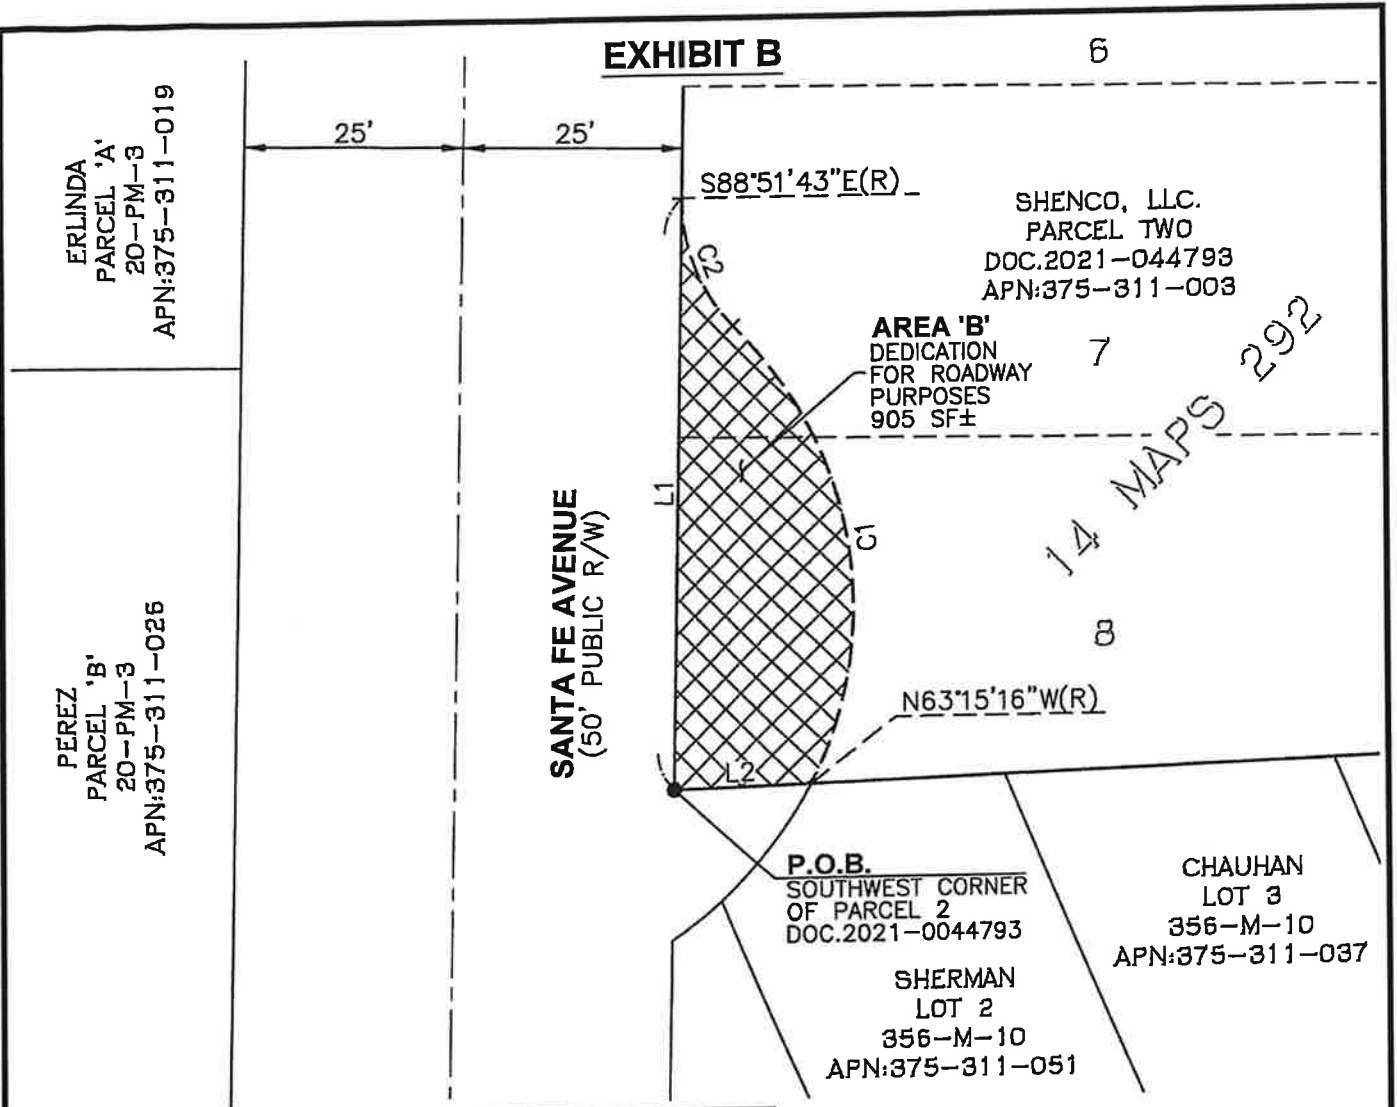 EXHIBIT B
6
ERLINDA
PARCEL 'A'
20-PM-3
APN:375-311-019
25'
25'
S88°51'43"E(R)
SHENCO, LLC.
PARCEL TWO
DOC.2021-044793
APN:375-311-003
C2
AREA 'B'
DEDICATION
FOR ROADWAY
PURPOSES
905 SF±
7
14 MAPS 292
L1
C1
SANTA FE AVENUE
(50' PUBLIC R/W)
8
PEREZ
PARCEL 'B'
20-PM-3
APN:375-311-026
N63°15'16"W(R)
L2
P.O.B.
SOUTHWEST CORNER
OF PARCEL 2
DOC.2021-0044793
CHAUHAN
LOT 3
356-M-10
APN:375-311-037
SHERMAN
LOT 2
356-M-10
APN:375-311-051